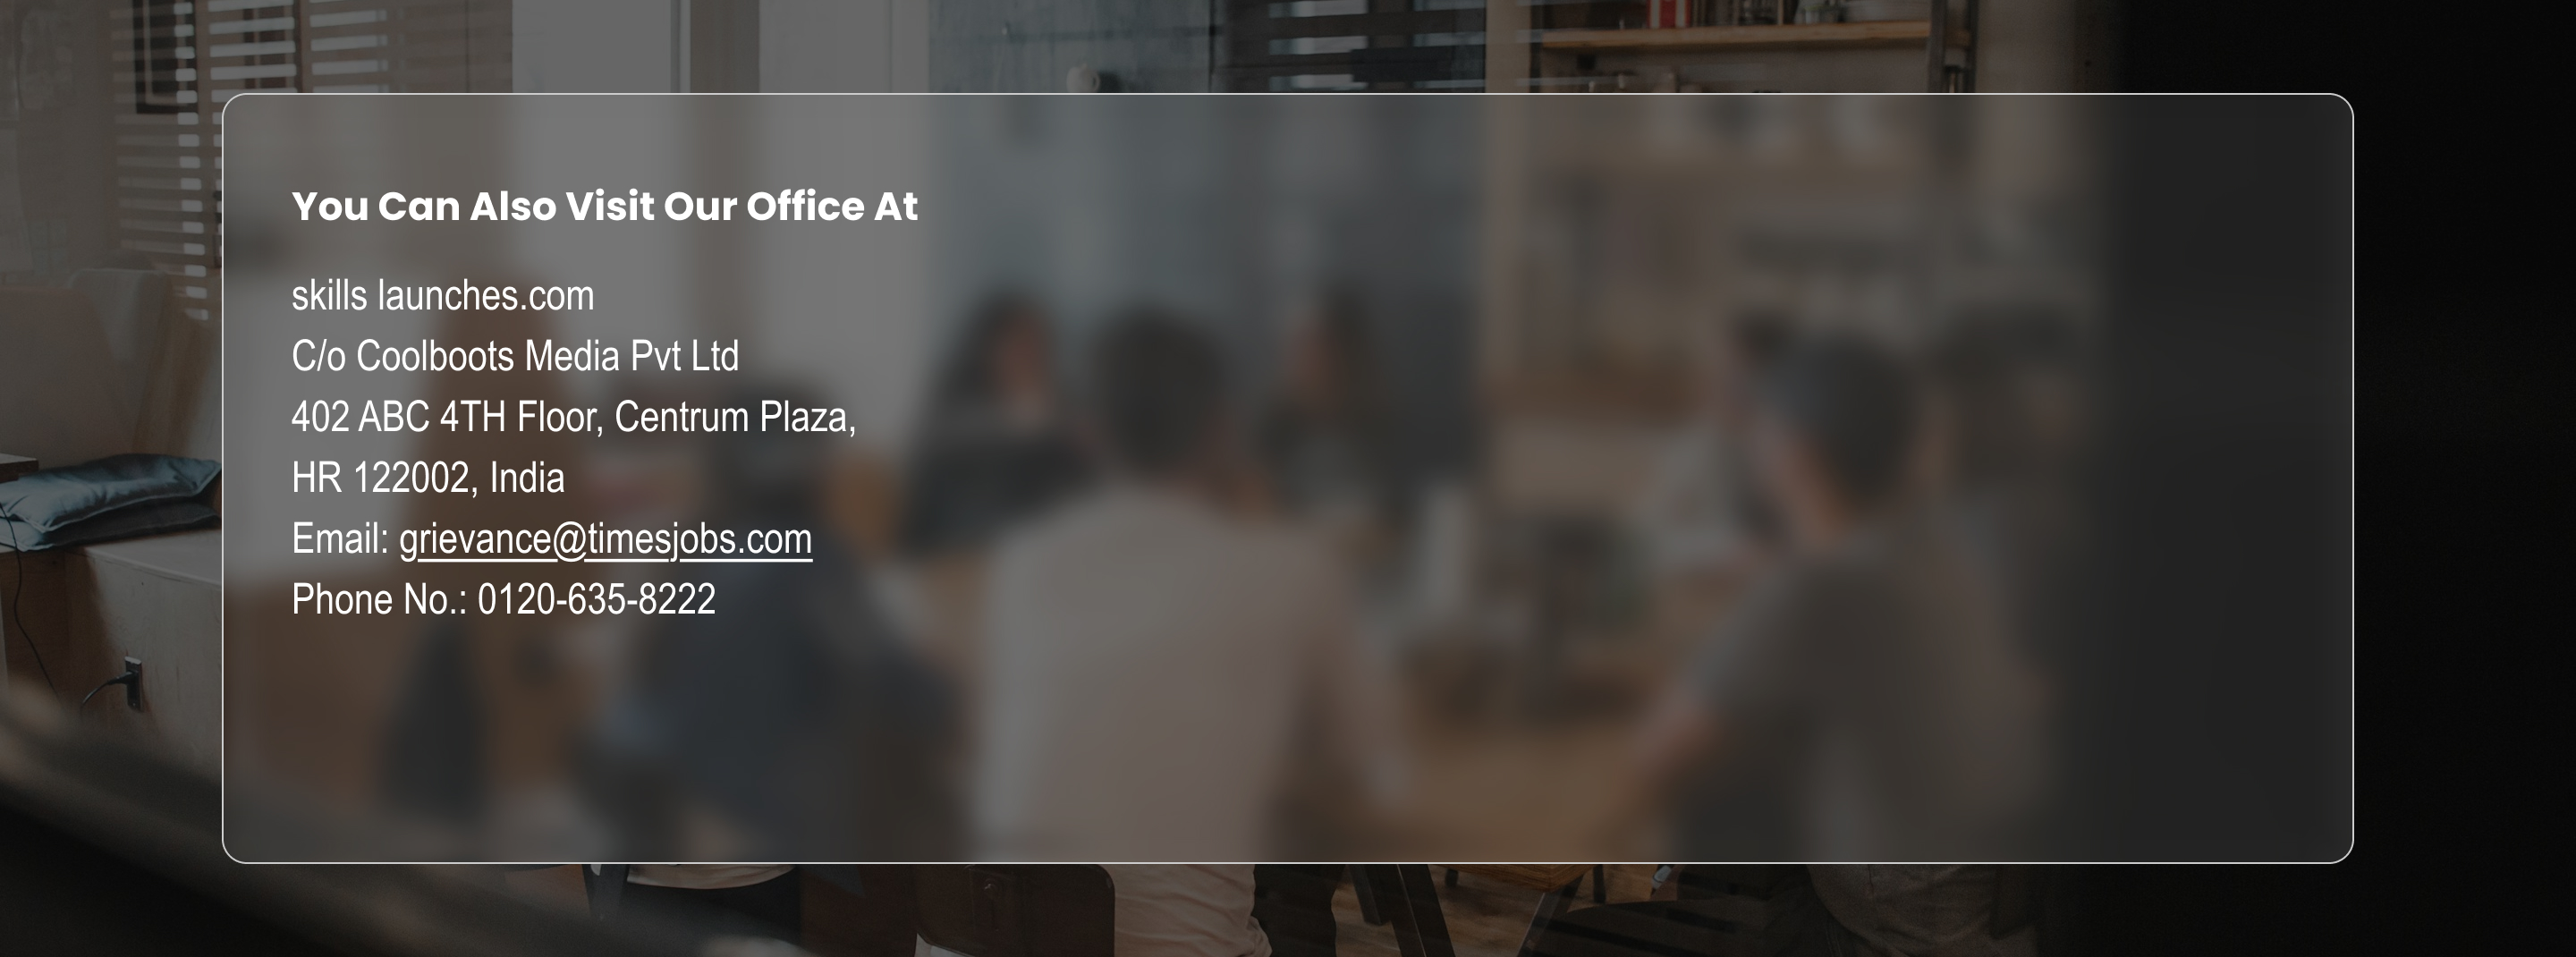 You Can Also Visit Our Office At
skills launches.com
C/o Coolboots Media Pvt Ltd
402 ABC 4TH Floor, Centrum Plaza,
HR 122002, India
Email: grievance@timesjobs.com
Phone No.: 0120-635-8222